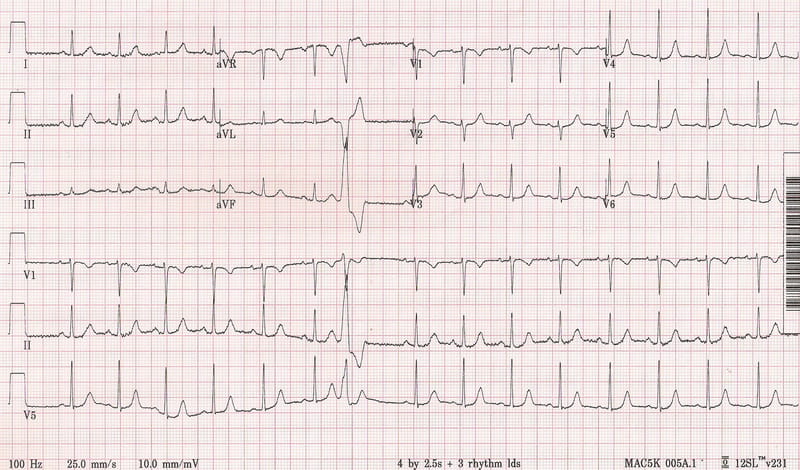 I aVR V1 V4
II aVL V2 V5
III aVF V3 V6
V1
II
V5
100 Hz 25.0 mm/s 10.0 mm/mV 4 by 2.5s + 3 rhythm lds MAC5K 005A.1 12SL™ v231